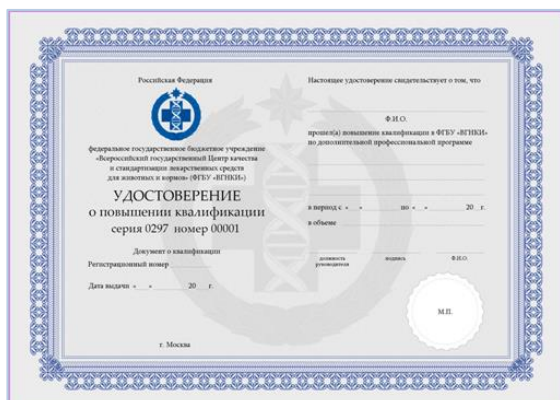 Российская Федерация
федеральное государственное бюджетное учреждение
«Всероссийский государственный Центр качества
и стандартизации лекарственных средств
для животных и кормов» (ФГБУ «ВГНКИ»)
УДОСТОВЕРЕНИЕ
о повышении квалификации
серия 0297 номер 00001
Документ о квалификации
Регистрационный номер
Дата выдачи « » 20 г.
г. Москва
Настоящее удостоверение свидетельствует о том, что
Ф.И.О.
прошел(а) повышение квалификации в ФГБУ «ВГНКИ»
по дополнительной профессиональной программе
в период с « » по « » 20 г.
в объеме
должность подпись Ф.И.О.
руководителя
М.П.